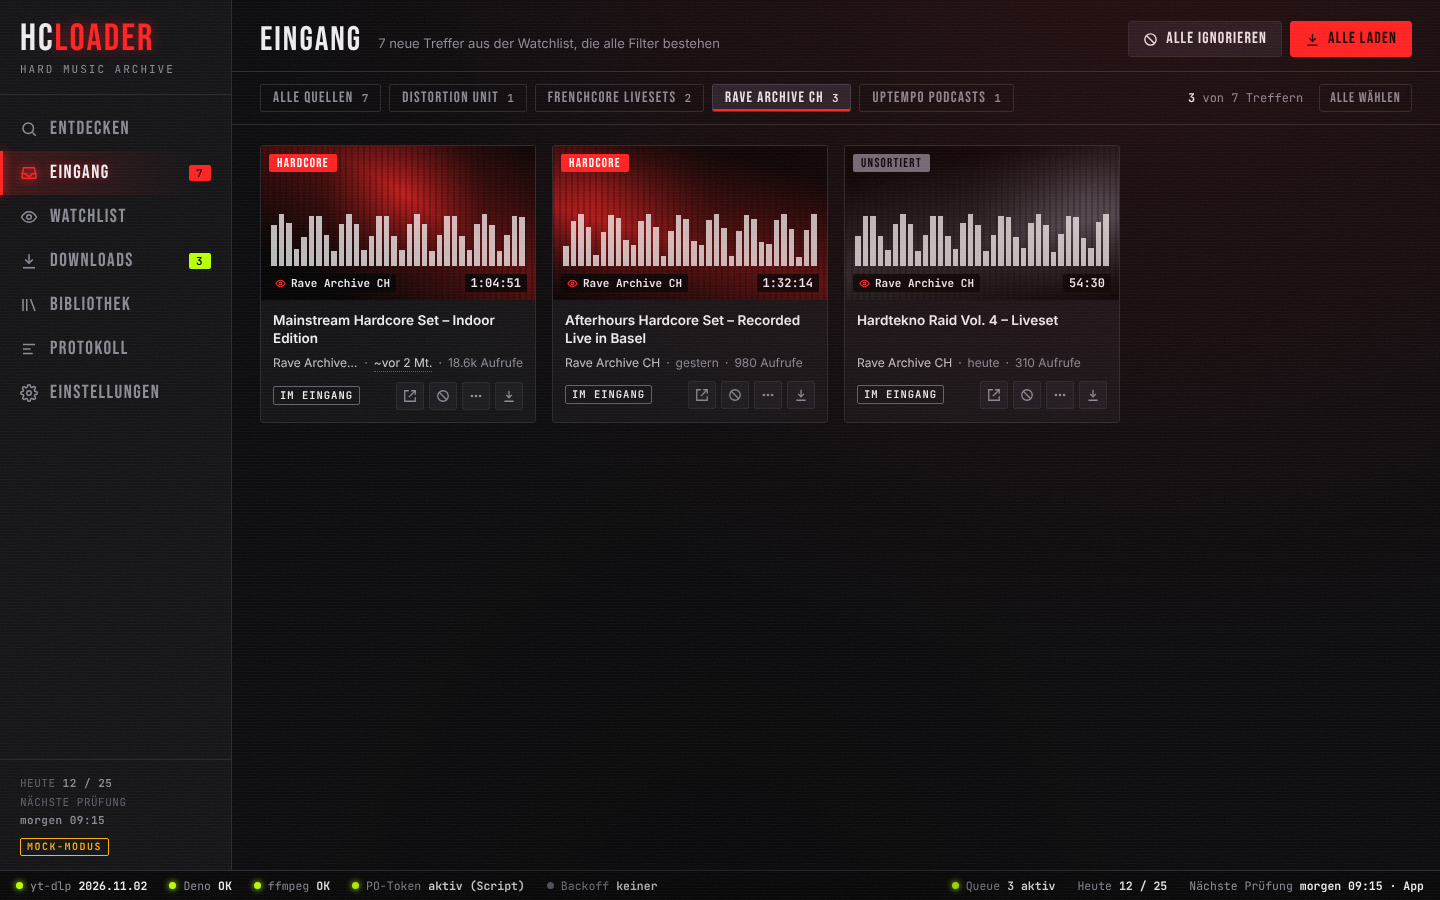 HCLOADER
HARD MUSIC ARCHIVE
ENTDECKEN
EINGANG 7
WATCHLIST
DOWNLOADS 3
BIBLIOTHEK
PROTOKOLL
EINSTELLUNGEN
HEUTE 12 / 25
NÄCHSTE PRÜFUNG
morgen 09:15
MOCK-MODUS
EINGANG 7 neue Treffer aus der Watchlist, die alle Filter bestehen
ALLE IGNORIEREN ALLE LADEN
ALLE QUELLEN 7 DISTORTION UNIT 1 FRENCHCORE LIVESETS 2 RAVE ARCHIVE CH 3 UPTEMPO PODCASTS 1 3 von 7 Treffern ALLE WÄHLEN
HARDCORE
Rave Archive CH 1:04:51
Mainstream Hardcore Set – Indoor
Edition
Rave Archive... · ~vor 2 Mt. · 18.6k Aufrufe
IM EINGANG
HARDCORE
Rave Archive CH 1:32:14
Afterhours Hardcore Set – Recorded
Live in Basel
Rave Archive CH · gestern · 980 Aufrufe
IM EINGANG
UNSORTIERT
Rave Archive CH 54:30
Hardtekno Raid Vol. 4 – Liveset
Rave Archive CH · heute · 310 Aufrufe
IM EINGANG
yt-dlp 2026.11.02 Deno OK ffmpeg OK PO-Token aktiv (Script) Backoff keiner Queue 3 aktiv Heute 12 / 25 Nächste Prüfung morgen 09:15 · App